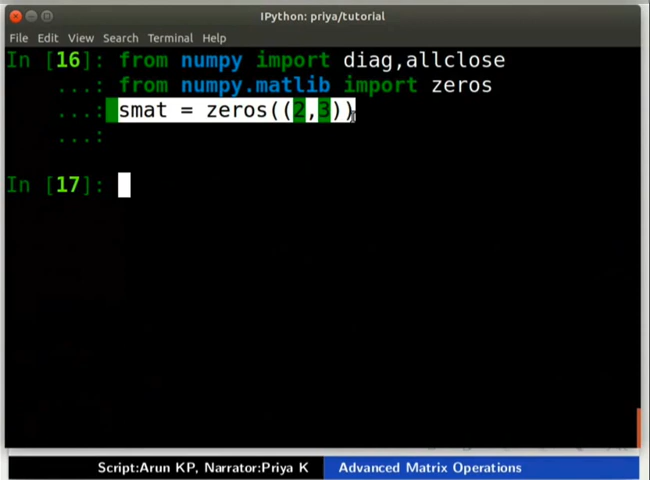 IPython: priya/tutorial
File Edit View Search Terminal Help
In [16]: from numpy import diag,allclose
...: from numpy.matlib import zeros
...: smat = zeros((2,3))
...:
In [17]:
Script:Arun KP, Narrator:Priya K Advanced Matrix Operations